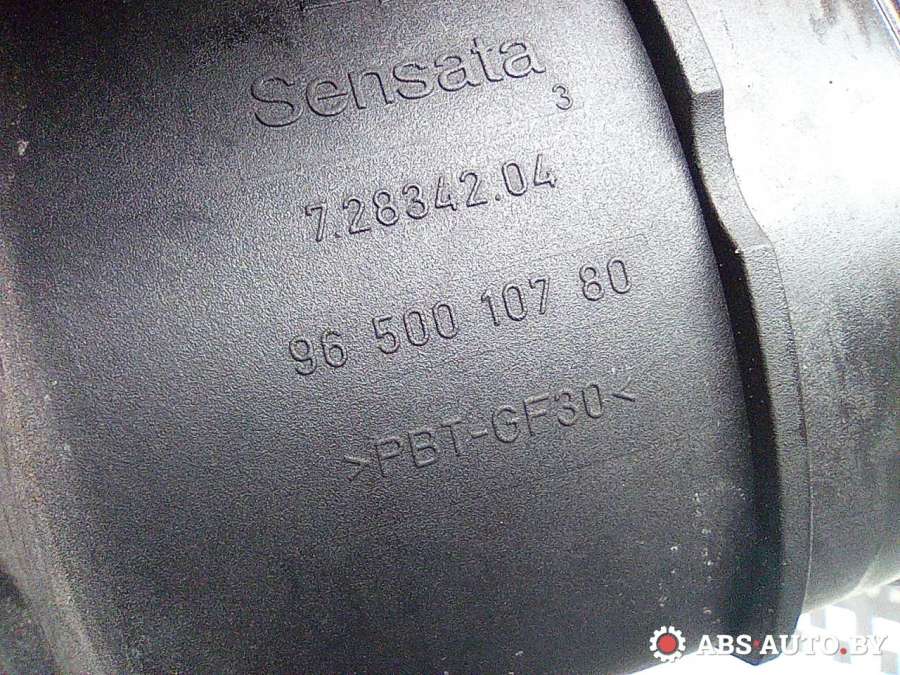 Sensata
3
7.28342.04
96 500 107 80
>PBT-GF30<
ABS-AUTO.BY